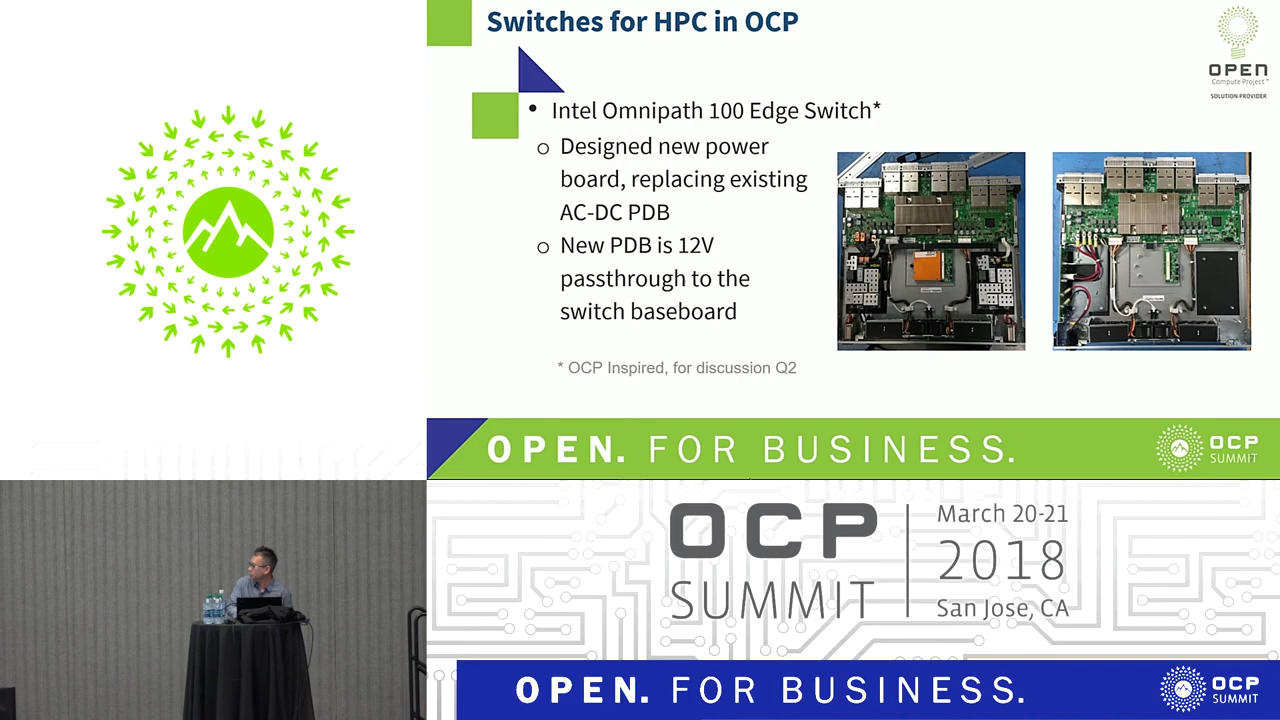 Switches for HPC in OCP
OPEN
Compute Project™
SOLUTION PROVIDER
• Intel Omnipath 100 Edge Switch*
o Designed new power
board, replacing existing
AC-DC PDB
o New PDB is 12V
passthrough to the
switch baseboard
* OCP Inspired, for discussion Q2
OPEN. FOR BUSINESS.
OCP
SUMMIT
OCP
SUMMIT
March 20-21
2018
San Jose, CA
OPEN. FOR BUSINESS.
OCP
SUMMIT